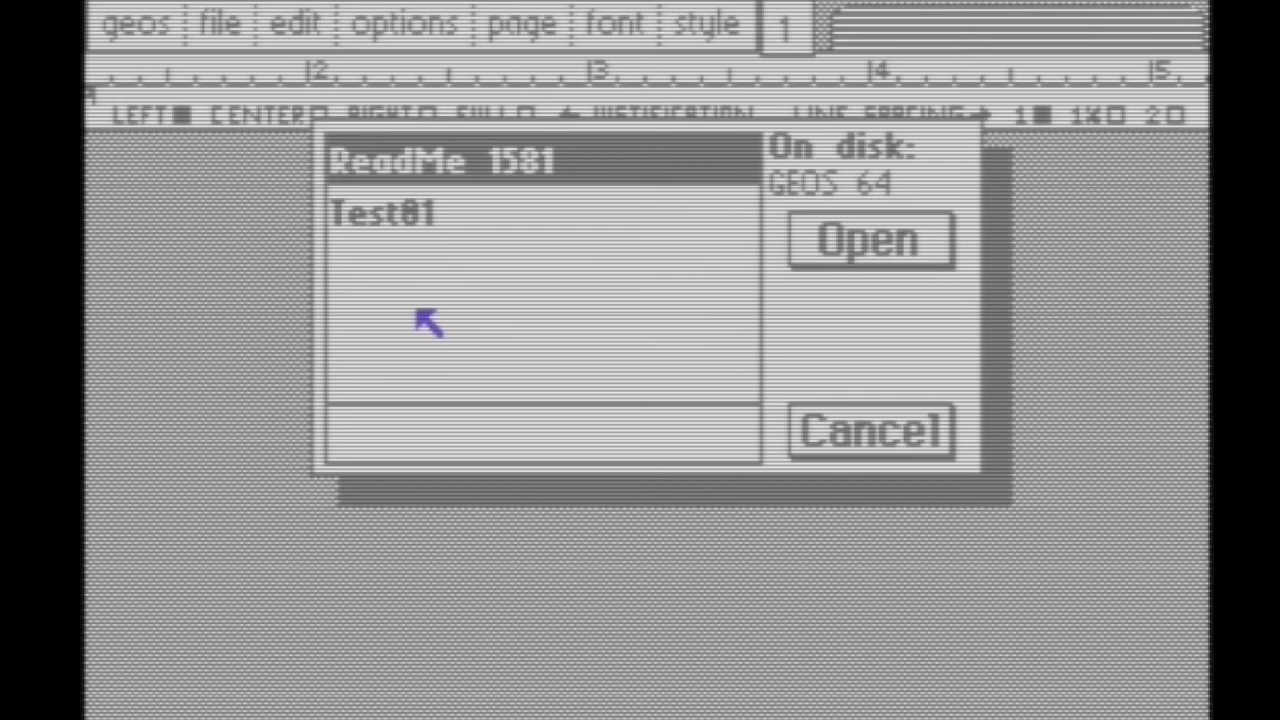 geos file edit options page font style 1
2 3 4 5
LEFT CENTER RIGHT FULL ← JUSTIFICATION LINE SPACING→ 1 1½ 2
ReadMe 1581
Test01
On disk:
GEOS 64
Open
Cancel